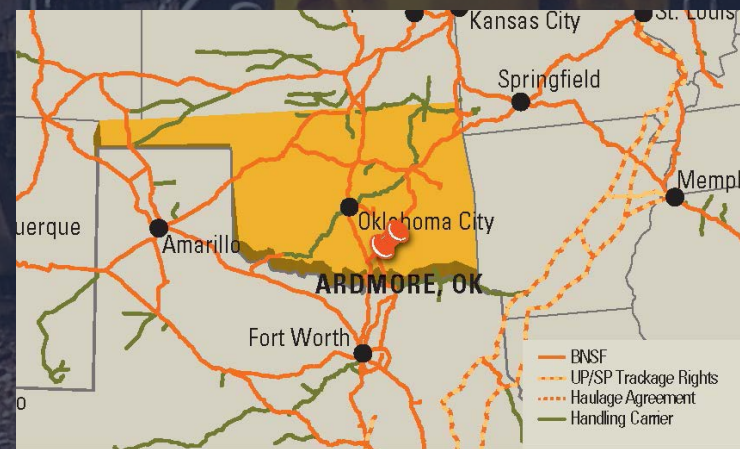 Kansas City
St. Louis
Springfield
Memp
uerque
Amarillo
Oklahoma City
ARDMORE, OK
Fort Worth
BNSF
UP/SP Trackage Rights
Haulage Agreement
Handling Carrier
o